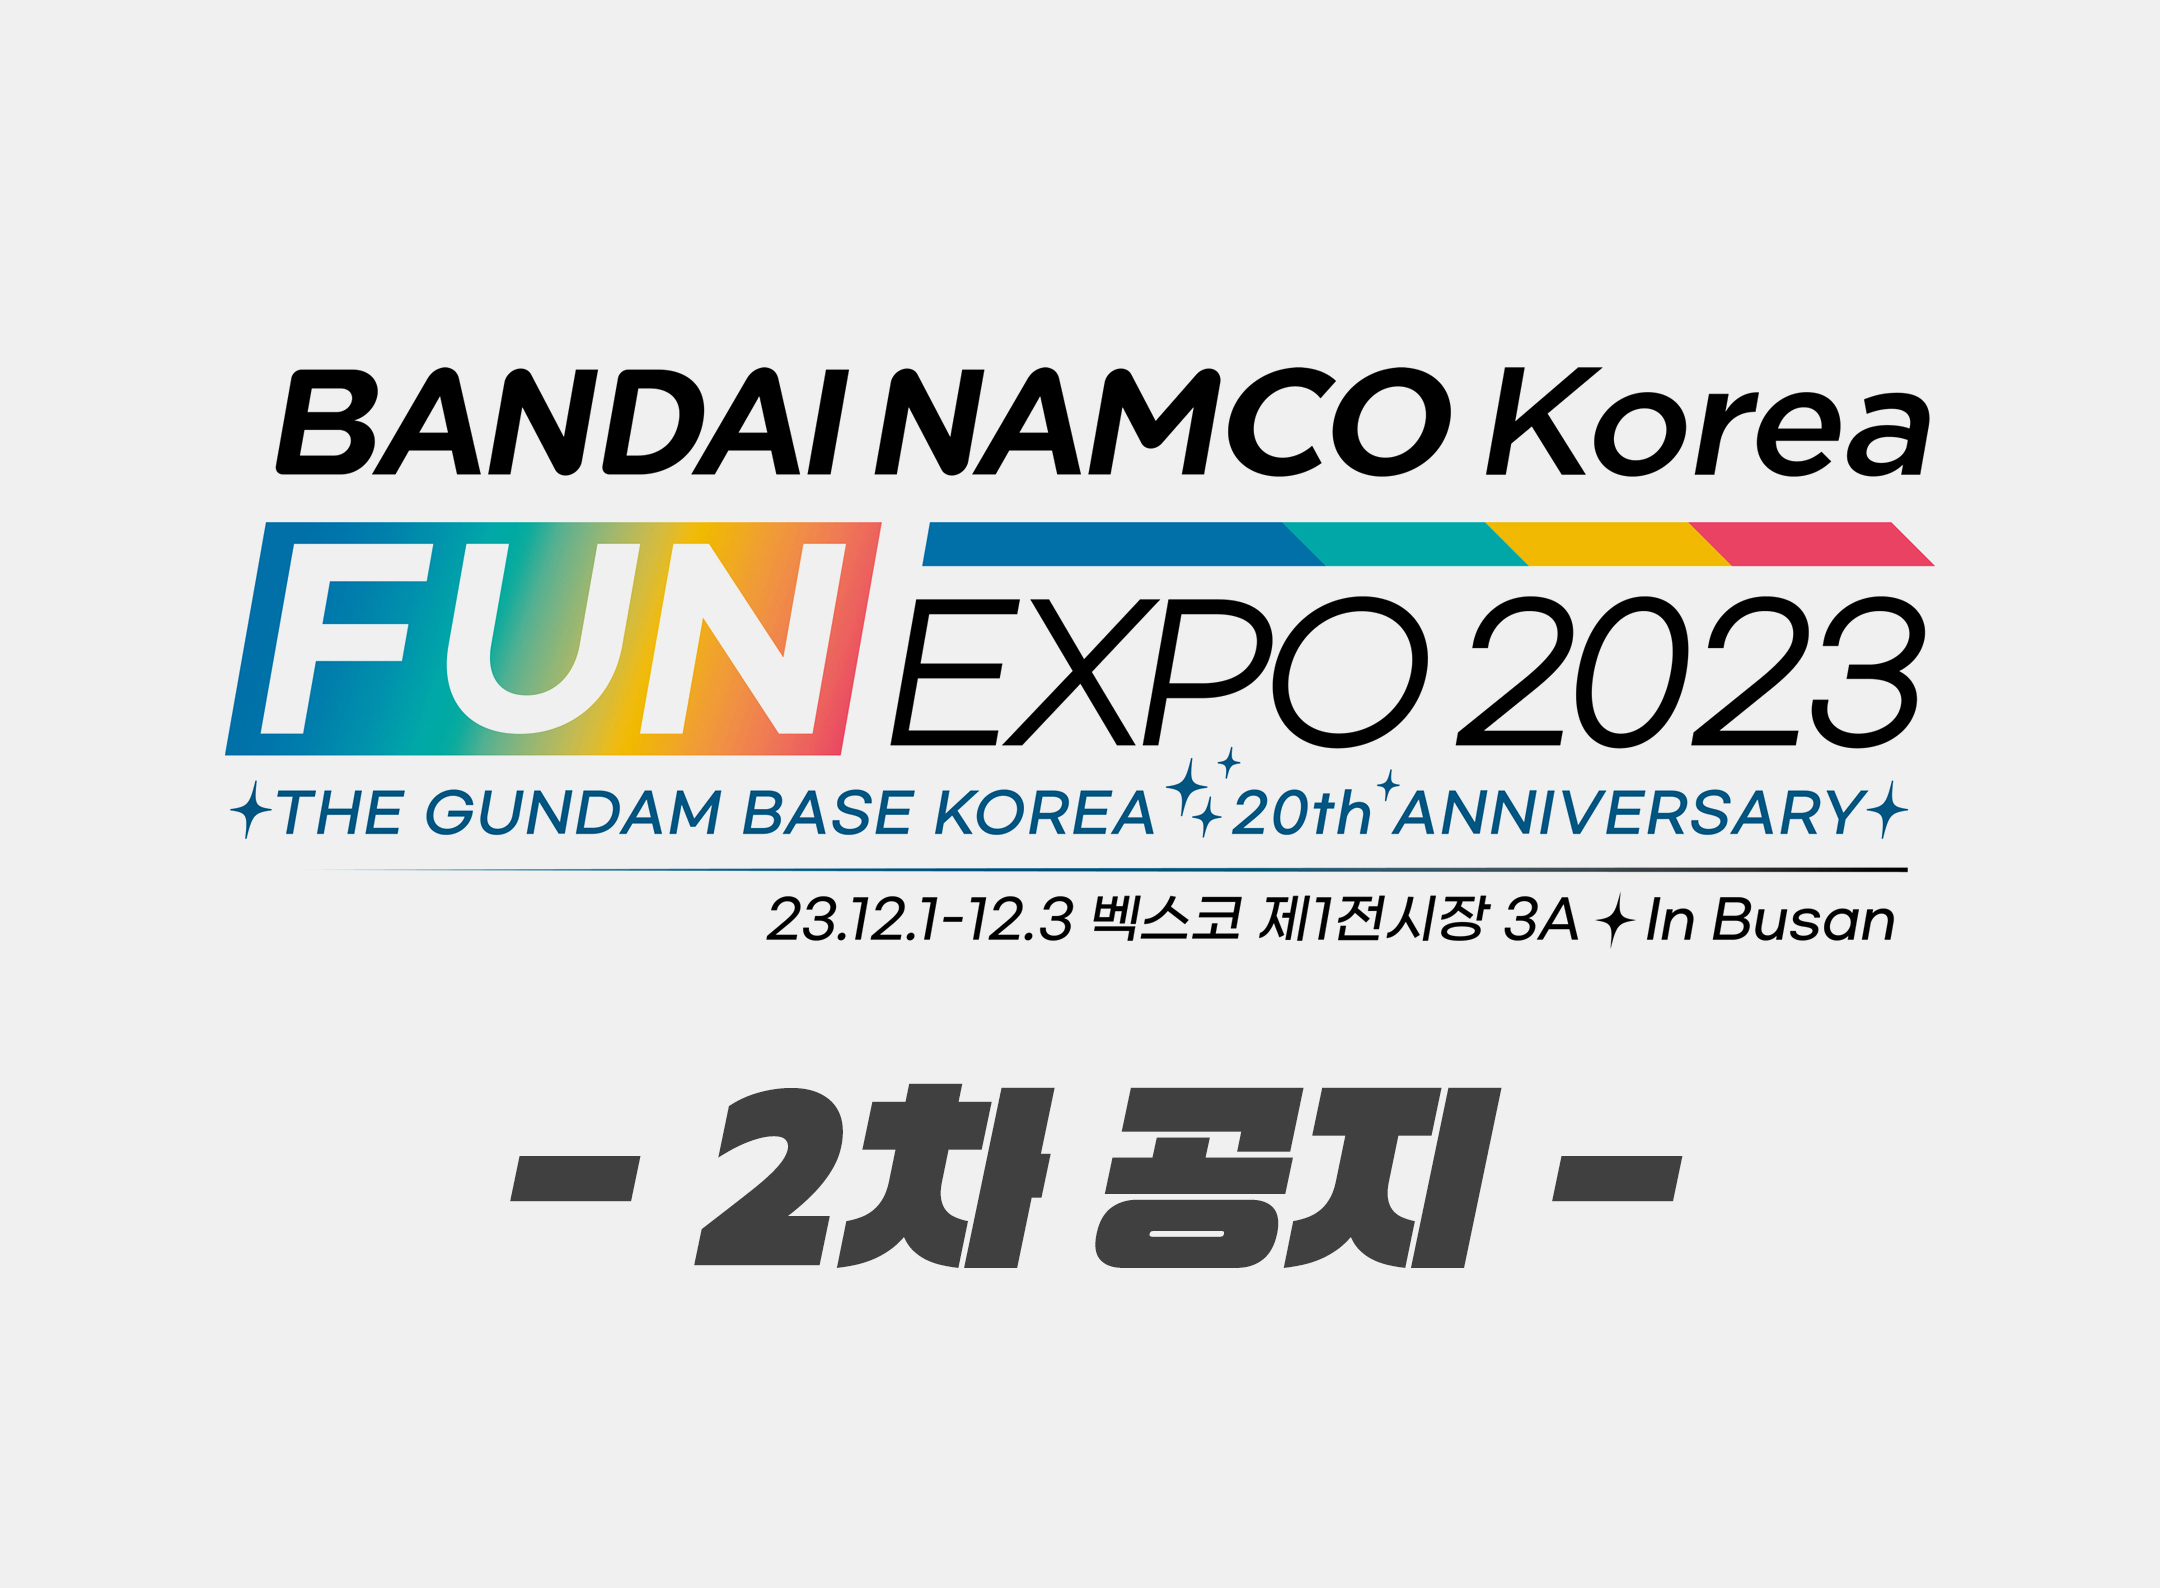 BANDAI NAMCO Korea
FUN EXPO 2023
THE GUNDAM BASE KOREA 20th ANNIVERSARY
23.12.1-12.3 벡스코 제1전시장 3A In Busan
- 2차 공지 -